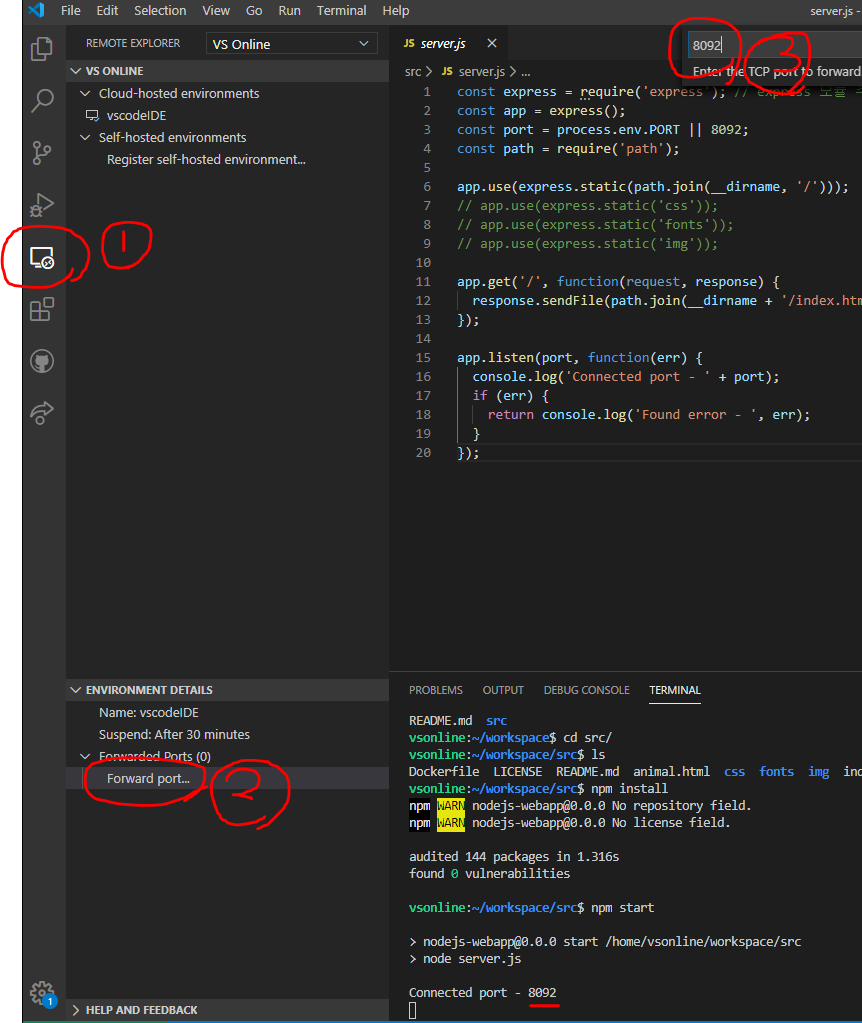 File Edit Selection View Go Run Terminal Help server.js -
REMOTE EXPLORER VS Online
VS ONLINE
Cloud-hosted environments
vscodeIDE
Self-hosted environments
Register self-hosted environment...
1
ENVIRONMENT DETAILS
Name: vscodeIDE
Suspend: After 30 minutes
Forwarded Ports (0)
Forward port...
2
HELP AND FEEDBACK
1
JS server.js
8092
3
Enter the TCP port to forward.
src > JS server.js > ...
1 const express = require('express'); // express 모듈
2 const app = express();
3 const port = process.env.PORT || 8092;
4 const path = require('path');
5
6 app.use(express.static(path.join(__dirname, '/')));
7 // app.use(express.static('css'));
8 // app.use(express.static('fonts'));
9 // app.use(express.static('img'));
10
11 app.get('/', function(request, response) {
12 response.sendFile(path.join(__dirname + '/index.htm
13 });
14
15 app.listen(port, function(err) {
16 console.log('Connected port - ' + port);
17 if (err) {
18 return console.log('Found error - ', err);
19 }
20 });
PROBLEMS OUTPUT DEBUG CONSOLE TERMINAL
README.md src
vsonline:~/workspace$ cd src/
vsonline:~/workspace/src$ ls
Dockerfile LICENSE README.md animal.html css fonts img ind
vsonline:~/workspace/src$ npm install
npm WARN nodejs-webapp@0.0.0 No repository field.
npm WARN nodejs-webapp@0.0.0 No license field.
audited 144 packages in 1.316s
found 0 vulnerabilities
vsonline:~/workspace/src$ npm start
> nodejs-webapp@0.0.0 start /home/vsonline/workspace/src
> node server.js
Connected port - 8092